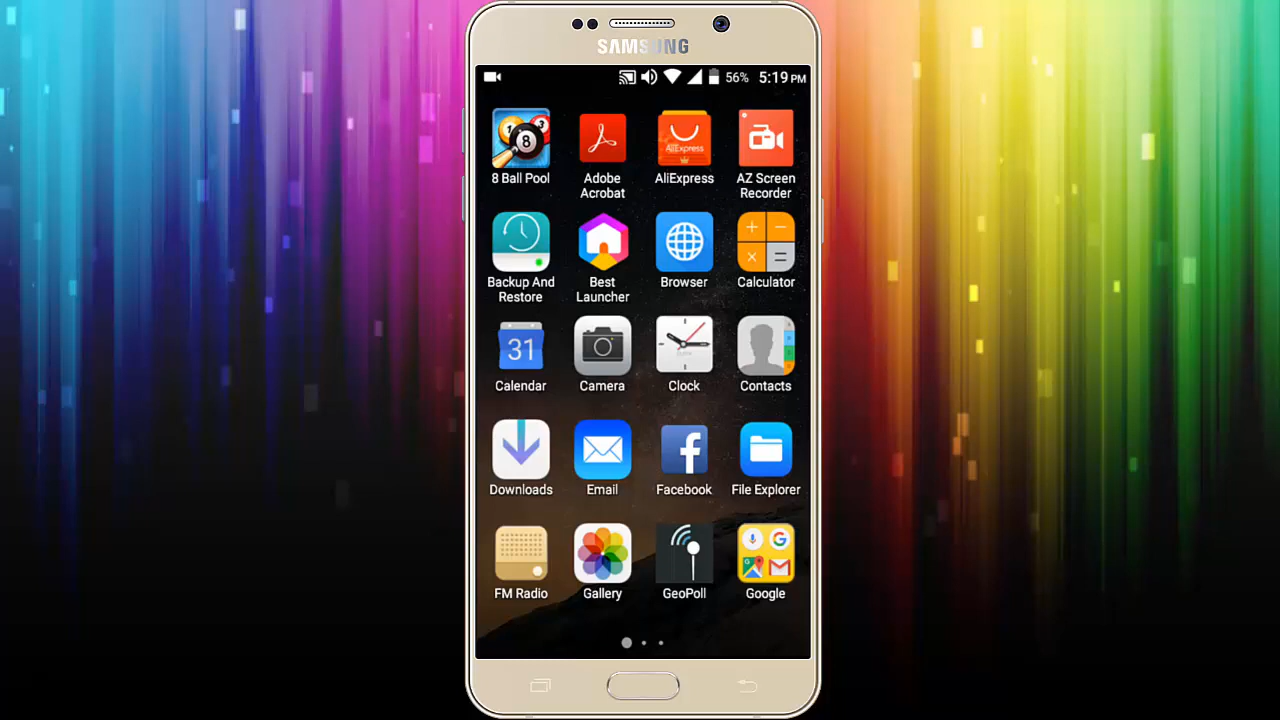 SAMSUNG
56% 5:19 PM
8 Ball Pool
Adobe
Acrobat
AliExpress
AliExpress
AZ Screen
Recorder
Backup And
Restore
Best
Launcher
Browser
Calculator
31
Calendar
Camera
Clock
Contacts
Downloads
Email
Facebook
File Explorer
FM Radio
Gallery
GeoPoll
Google